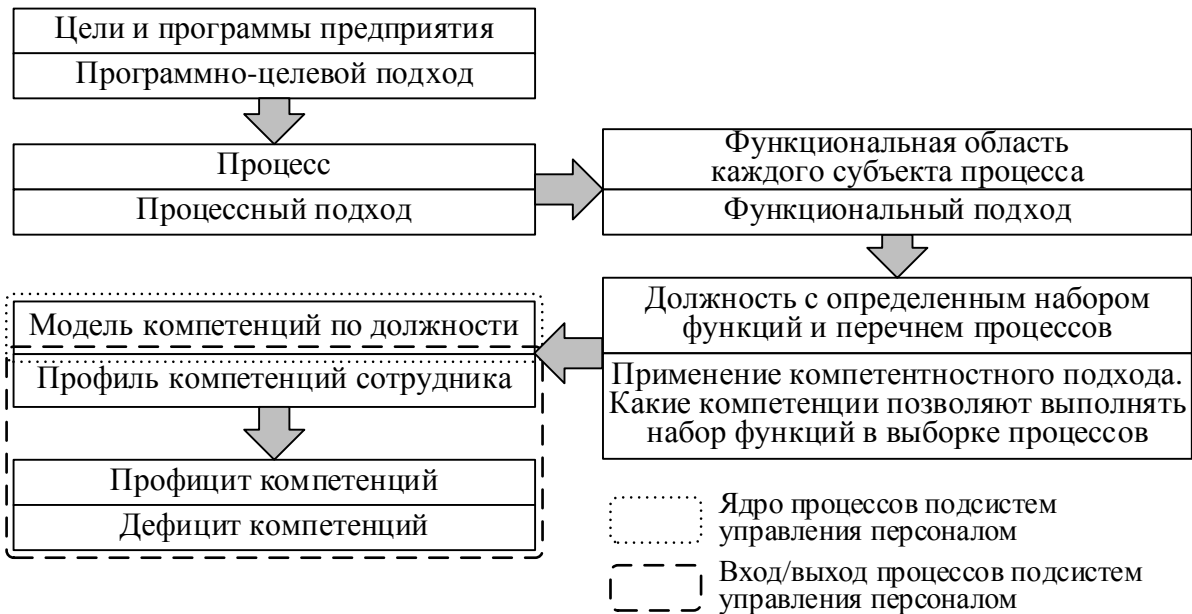 Цели и программы предприятия
Программно-целевой подход
Процесс
Процессный подход
Функциональная область
каждого субъекта процесса
Функциональный подход
Должность с определенным набором
функций и перечнем процессов
Применение компетентностного подхода.
Какие компетенции позволяют выполнять
набор функций в выборке процессов
Модель компетенций по должности
Профиль компетенций сотрудника
Профицит компетенций
Дефицит компетенций
Ядро процессов подсистем
управления персоналом
Вход/выход процессов подсистем
управления персоналом